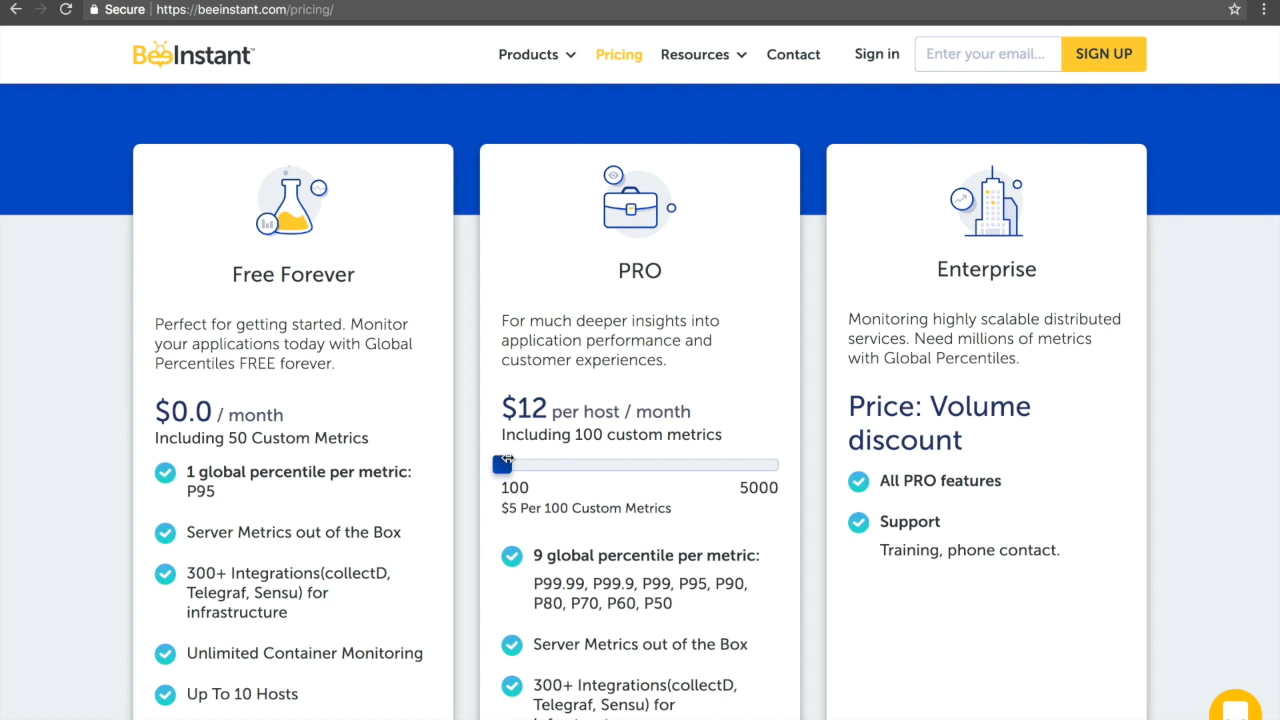 Secure | https://beeinstant.com/pricing/
BeeInstant™
Products
Pricing
Resources
Contact
Sign in
Enter your email...
SIGN UP
Free Forever
Perfect for getting started. Monitor
your applications today with Global
Percentiles FREE forever.
$0.0 / month
Including 50 Custom Metrics
1 global percentile per metric:
P95
Server Metrics out of the Box
300+ Integrations(collectD,
Telegraf, Sensu) for
infrastructure
Unlimited Container Monitoring
Up To 10 Hosts
PRO
For much deeper insights into
application performance and
customer experiences.
$12 per host / month
Including 100 custom metrics
100 5000
$5 Per 100 Custom Metrics
9 global percentile per metric:
P99.99, P99.9, P99, P95, P90,
P80, P70, P60, P50
Server Metrics out of the Box
300+ Integrations(collectD,
Telegraf, Sensu) for
Enterprise
Monitoring highly scalable distributed
services. Need millions of metrics
with Global Percentiles.
Price: Volume
discount
All PRO features
Support
Training, phone contact.